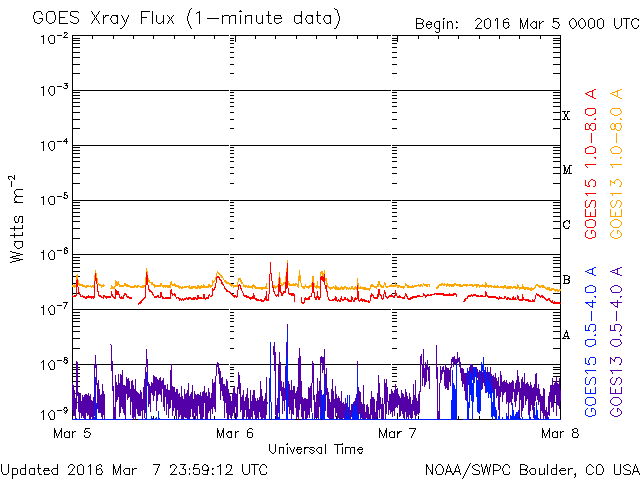 GOES Xray Flux (1-minute data)
Begin: 2016 Mar 5 0000 UTC
10-2
10-3
10-4
10-5
10-6
10-7
10-8
10-9
Watts m-2
X
M
C
B
A
GOES15 1.0-8.0 A
GOES13 1.0-8.0 A
GOES15 0.5-4.0 A
GOES13 0.5-4.0 A
Mar 5
Mar 6
Mar 7
Mar 8
Universal Time
Updated 2016 Mar 7 23:59:12 UTC
NOAA/SWPC Boulder, CO USA